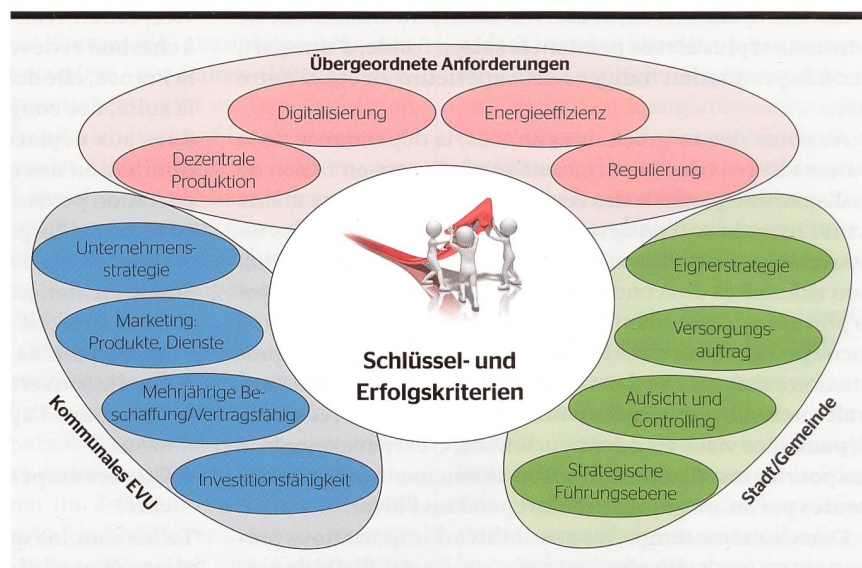 Übergeordnete Anforderungen
Digitalisierung
Energieeffizienz
Dezentrale
Produktion
Regulierung
Unternehmens-
strategie
Marketing:
Produkte, Dienste
Mehrjährige Be-
schaffung/Vertragsfähig
Investitionsfähigkeit
Kommunales EVU
Schlüssel- und
Erfolgskriterien
Eignerstrategie
Versorgungs-
auftrag
Aufsicht und
Controlling
Strategische
Führungsebene
Stadt/Gemeinde